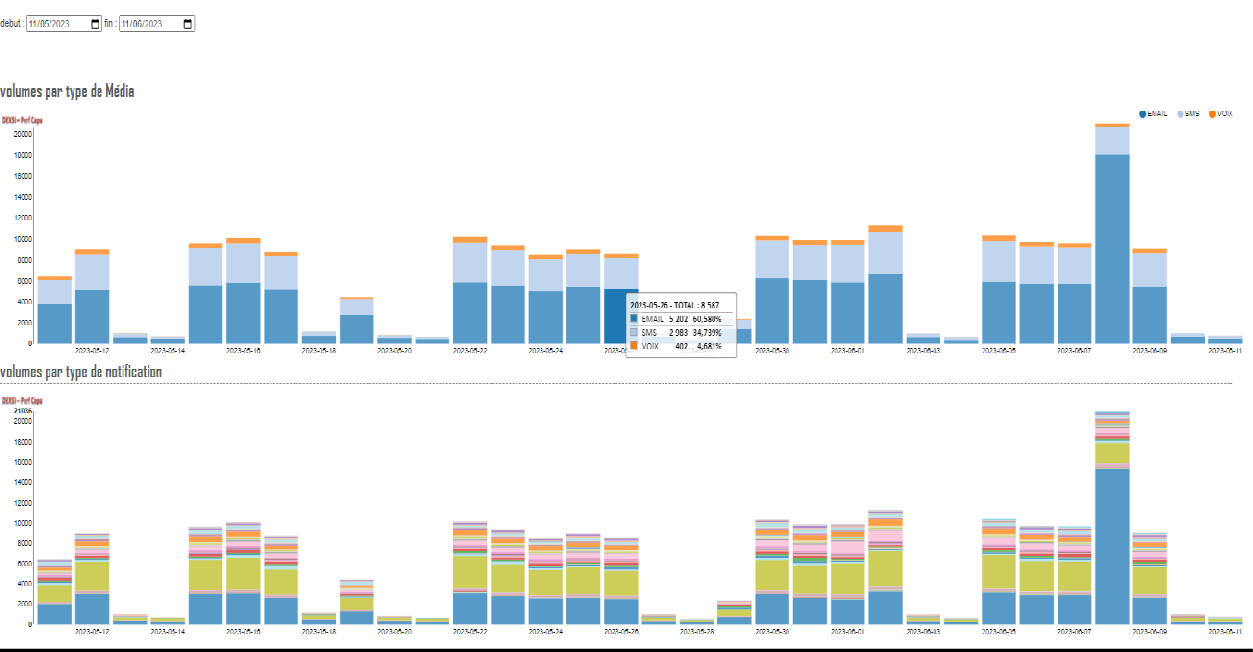 debut : 11/05/2023 fin : 11/06/2023
volumes par type de Média
DEXSI - Perf Capa
EMAIL SMS VOIX
20000
18000
16000
14000
12000
10000
8000
6000
4000
2000
0
2023-05-26 - TOTAL : 8 587
EMAIL 5 202 60,580%
SMS 2 983 34,739%
VOIX 402 4,681%
2023-05-12 2023-05-14 2023-05-16 2023-05-18 2023-05-20 2023-05-22 2023-05-24 2023-05-30 2023-06-01 2023-06-03 2023-06-05 2023-06-07 2023-06-09 2023-06-11
volumes par type de notification
DEXSI - Perf Capa
21036
20000
18000
16000
14000
12000
10000
8000
6000
4000
2000
0
2023-05-12 2023-05-14 2023-05-16 2023-05-18 2023-05-20 2023-05-22 2023-05-24 2023-05-26 2023-05-28 2023-05-30 2023-06-01 2023-06-03 2023-06-05 2023-06-07 2023-06-09 2023-06-11